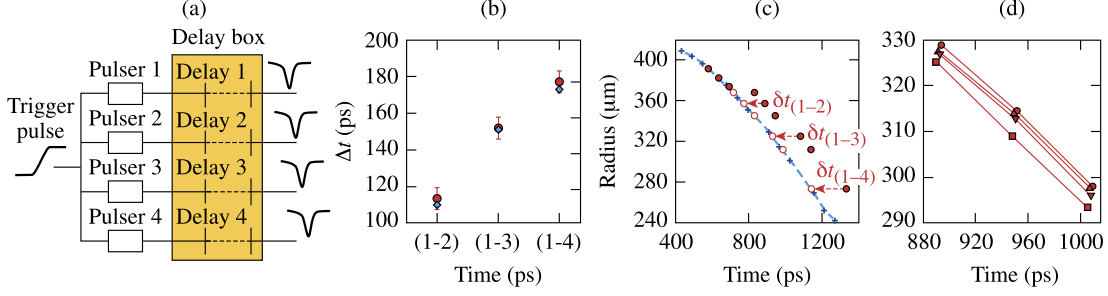 (a)
Delay box
Pulser 1
Delay 1
Trigger
pulse
Pulser 2
Delay 2
Pulser 3
Delay 3
Pulser 4
Delay 4
(b)
200
180
160
140
120
100
Δt (ps)
(1-2) (1-3) (1-4)
Time (ps)
(c)
400
360
320
280
240
Radius (μm)
δt(1–2)
δt(1–3)
δt(1–4)
400 800 1200
Time (ps)
(d)
330
320
310
300
290
880 920 960 1000
Time (ps)